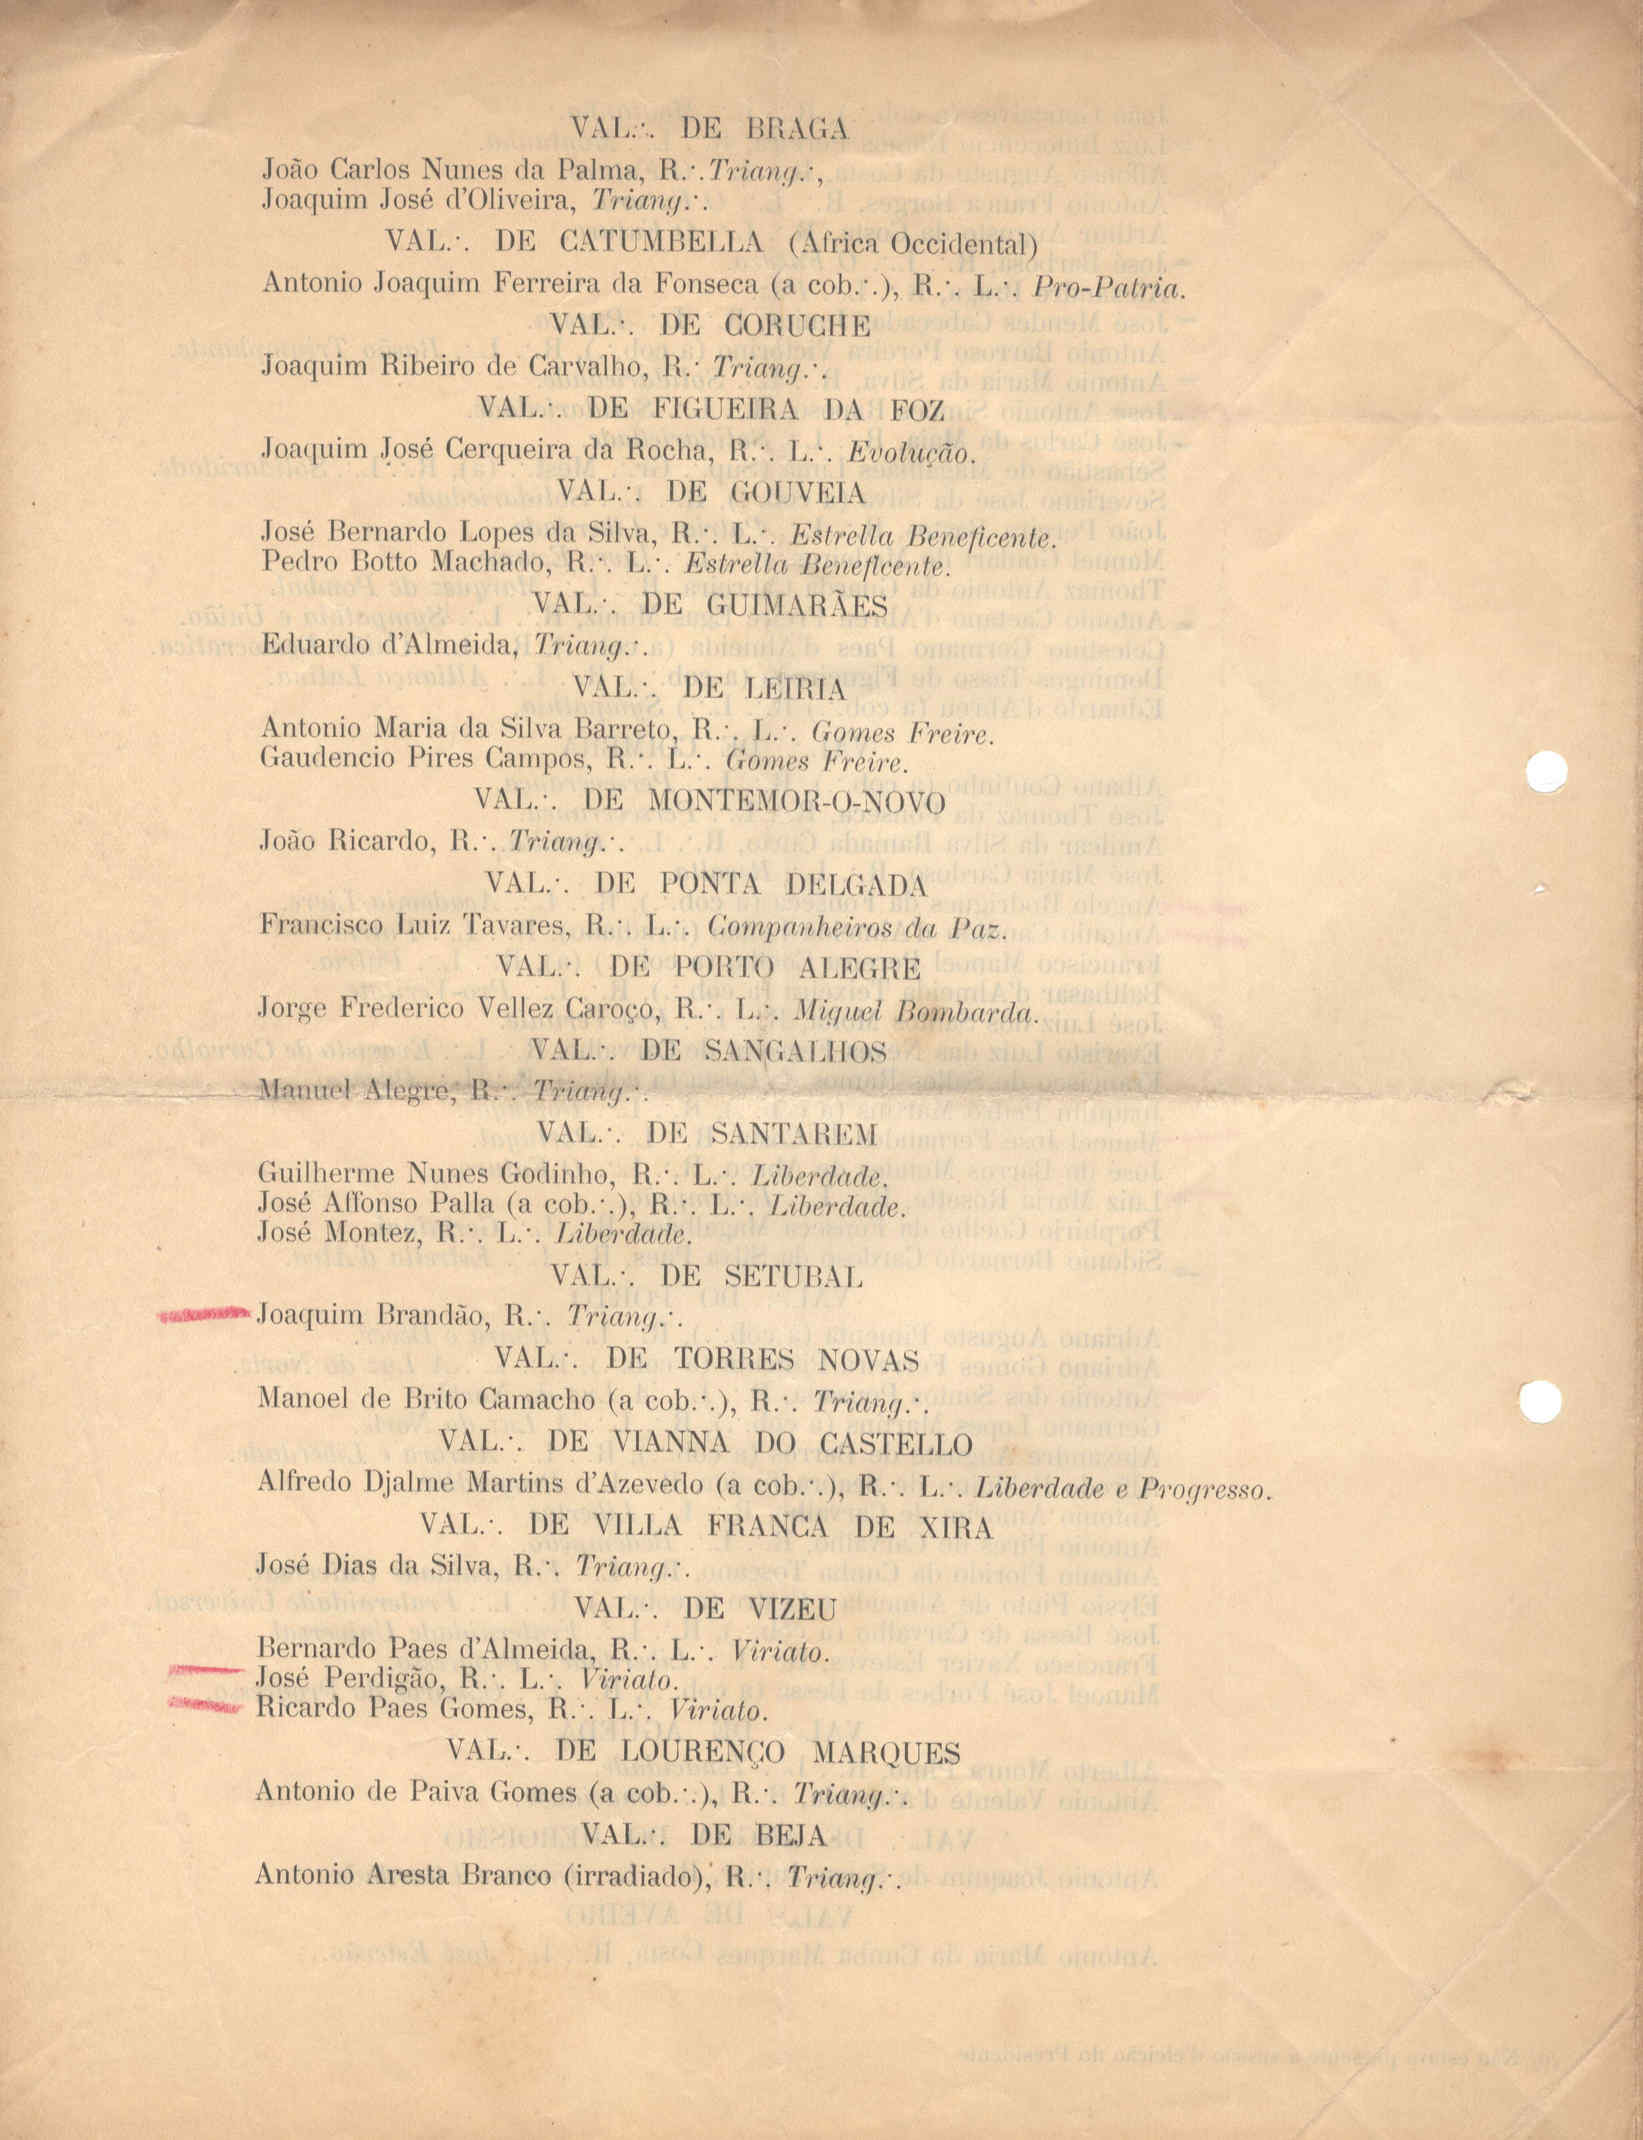 VAL∴ DE BRAGA
João Carlos Nunes da Palma, R∴ Triang∴,
Joaquim José d'Oliveira, Triang∴.
VAL∴ DE CATUMBELLA (Africa Occidental)
Antonio Joaquim Ferreira da Fonseca (a cob∴), R∴ L∴ Pro-Patria.
VAL∴ DE CORUCHE
Joaquim Ribeiro de Carvalho, R∴ Triang∴
VAL∴ DE FIGUEIRA DA FOZ
Joaquim José Cerqueira da Rocha, R∴ L∴ Evolução.
VAL∴ DE GOUVEIA
José Bernardo Lopes da Silva, R∴ L∴ Estrella Beneficente.
Pedro Botto Machado, R∴ L∴ Estrella Beneficente.
VAL∴ DE GUIMARÃES
Eduardo d'Almeida, Triang∴
VAL∴ DE LEIRIA
Antonio Maria da Silva Barreto, R∴ L∴ Gomes Freire.
Gaudencio Pires Campos, R∴ L∴ Gomes Freire.
VAL∴ DE MONTEMOR-O-NOVO
João Ricardo, R∴ Triang∴
VAL∴ DE PONTA DELGADA
Francisco Luiz Tavares, R∴ L∴ Companheiros da Paz.
VAL∴ DE PORTO ALEGRE
Jorge Frederico Vellez Caroço, R∴ L∴ Miguel Bombarda.
VAL∴ DE SANGALHOS
Manuel Alegre, R∴ Triang∴
VAL∴ DE SANTAREM
Guilherme Nunes Godinho, R∴ L∴ Liberdade.
José Affonso Palla (a cob∴), R∴ L∴ Liberdade.
José Montez, R∴ L∴ Liberdade.
VAL∴ DE SETUBAL
Joaquim Brandão, R∴ Triang∴
VAL∴ DE TORRES NOVAS
Manoel de Brito Camacho (a cob∴), R∴ Triang∴
VAL∴ DE VIANNA DO CASTELLO
Alfredo Djalme Martins d'Azevedo (a cob∴), R∴ L∴ Liberdade e Progresso.
VAL∴ DE VILLA FRANCA DE XIRA
José Dias da Silva, R∴ Triang∴
VAL∴ DE VIZEU
Bernardo Paes d'Almeida, R∴ L∴ Viriato.
José Perdigão, R∴ L∴ Viriato.
Ricardo Paes Gomes, R∴ L∴ Viriato.
VAL∴ DE LOURENÇO MARQUES
Antonio de Paiva Gomes (a cob∴), R∴ Triang∴
VAL∴ DE BEJA
Antonio Aresta Branco (irradiado), R∴ Triang∴